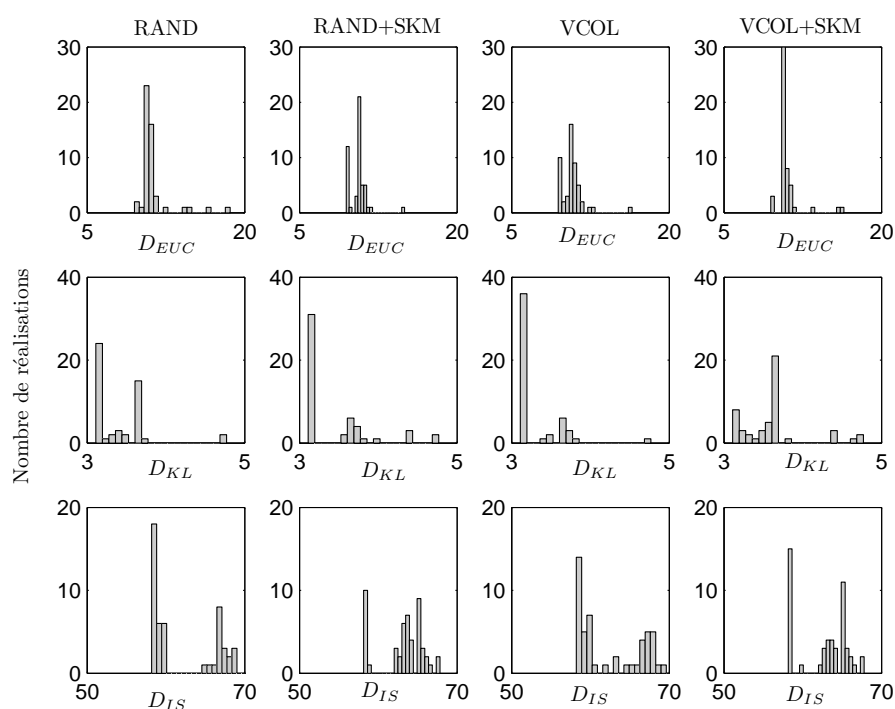 RAND RAND+SKM VCOL VCOL+SKM
30 30 30 30
20 20 20 20
10 10 10 10
0 0 0 0
5 20 5 20 5 20 5 20
D_EUC D_EUC D_EUC D_EUC
Nombre de réalisations
40 40 40 40
20 20 20 20
0 0 0 0
3 5 3 5 3 5 3 5
D_KL D_KL D_KL D_KL
20 20 20 20
10 10 10 10
0 0 0 0
50 70 50 70 50 70 50 70
D_IS D_IS D_IS D_IS